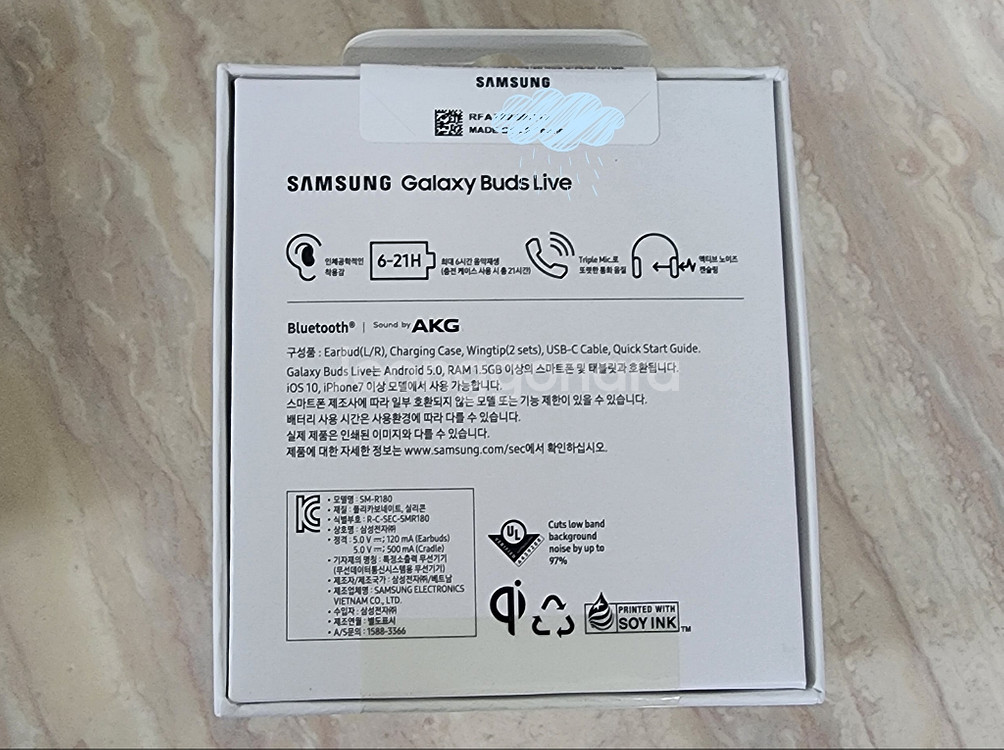 SAMSUNG
MADE
SAMSUNG Galaxy Buds Live
인체공학적인
착용감
6-21H
최대 6시간 음악재생
(충전 케이스 사용 시 총 21시간)
Triple Mic.로
또렷한 통화 음질
액티브 노이즈
캔슬링
Bluetooth® | Sound by AKG
구성품 : Earbud(L/R), Charging Case, Wingtip(2 sets), USB-C Cable, Quick Start Guide.
Galaxy Buds Live는 Android 5.0, RAM 1.5GB 이상의 스마트폰 및 태블릿과 호환됩니다.
iOS 10, iPhone7 이상 모델에서 사용 가능합니다.
스마트폰 제조사에 따라 일부 호환되지 않는 모델 또는 기능 제한이 있을 수 있습니다.
배터리 사용 시간은 사용환경에 따라 다를 수 있습니다.
실제 제품은 인쇄된 이미지와 다를 수 있습니다.
제품에 대한 자세한 정보는 www.samsung.com/sec에서 확인하십시오.
• 모델명 : SM-R180
• 재질 : 폴리카보네이트, 실리콘
• 식별부호 : R-C-SEC-SMR180
• 상호명 : 삼성전자㈜
• 정격 : 5.0 V ⎓; 120 mA (Earbuds)
5.0 V ⎓; 500 mA (Cradle)
• 기자재의 명칭 : 특정소출력 무선기기
(무선데이터통신시스템용 무선기기)
• 제조자/제조국가 : 삼성전자㈜/베트남
• 제조업체명 : SAMSUNG ELECTRONICS
VIETNAM CO., LTD.
• 수입자 : 삼성전자㈜
• 제조연월 : 별도표시
• A/S문의 : 1588-3366
UL
Cuts low band
background
noise by up to
97%
qi
PRINTED WITH
SOY INK™